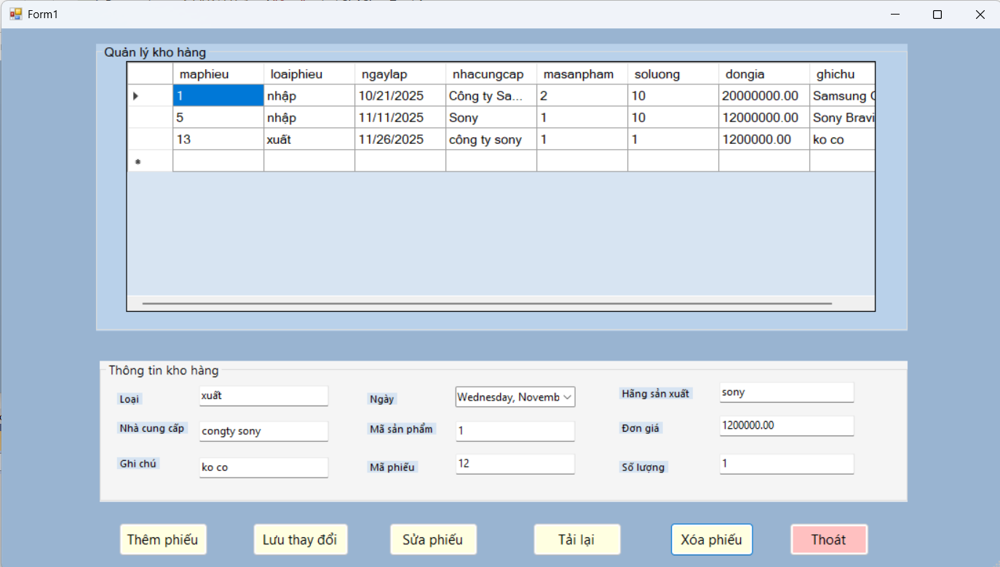 Form1
Quản lý kho hàng
maphieu loaiphieu ngaylap nhacungcap masanpham soluong dongia ghichu
1 nhập 10/21/2025 Công ty Sa... 2 10 20000000.00 Samsung
5 nhập 11/11/2025 Sony 1 10 12000000.00 Sony Bravi
13 xuất 11/26/2025 công ty sony 1 1 1200000.00 ko co
Thông tin kho hàng
Loại xuất Ngày Wednesday, Novemb Hãng sản xuất sony
Nhà cung cấp congty sony Mã sản phẩm 1 Đơn giá 1200000.00
Ghi chú ko co Mã phiếu 12 Số lượng 1
Thêm phiếu Lưu thay đổi Sửa phiếu Tải lại Xóa phiếu Thoát